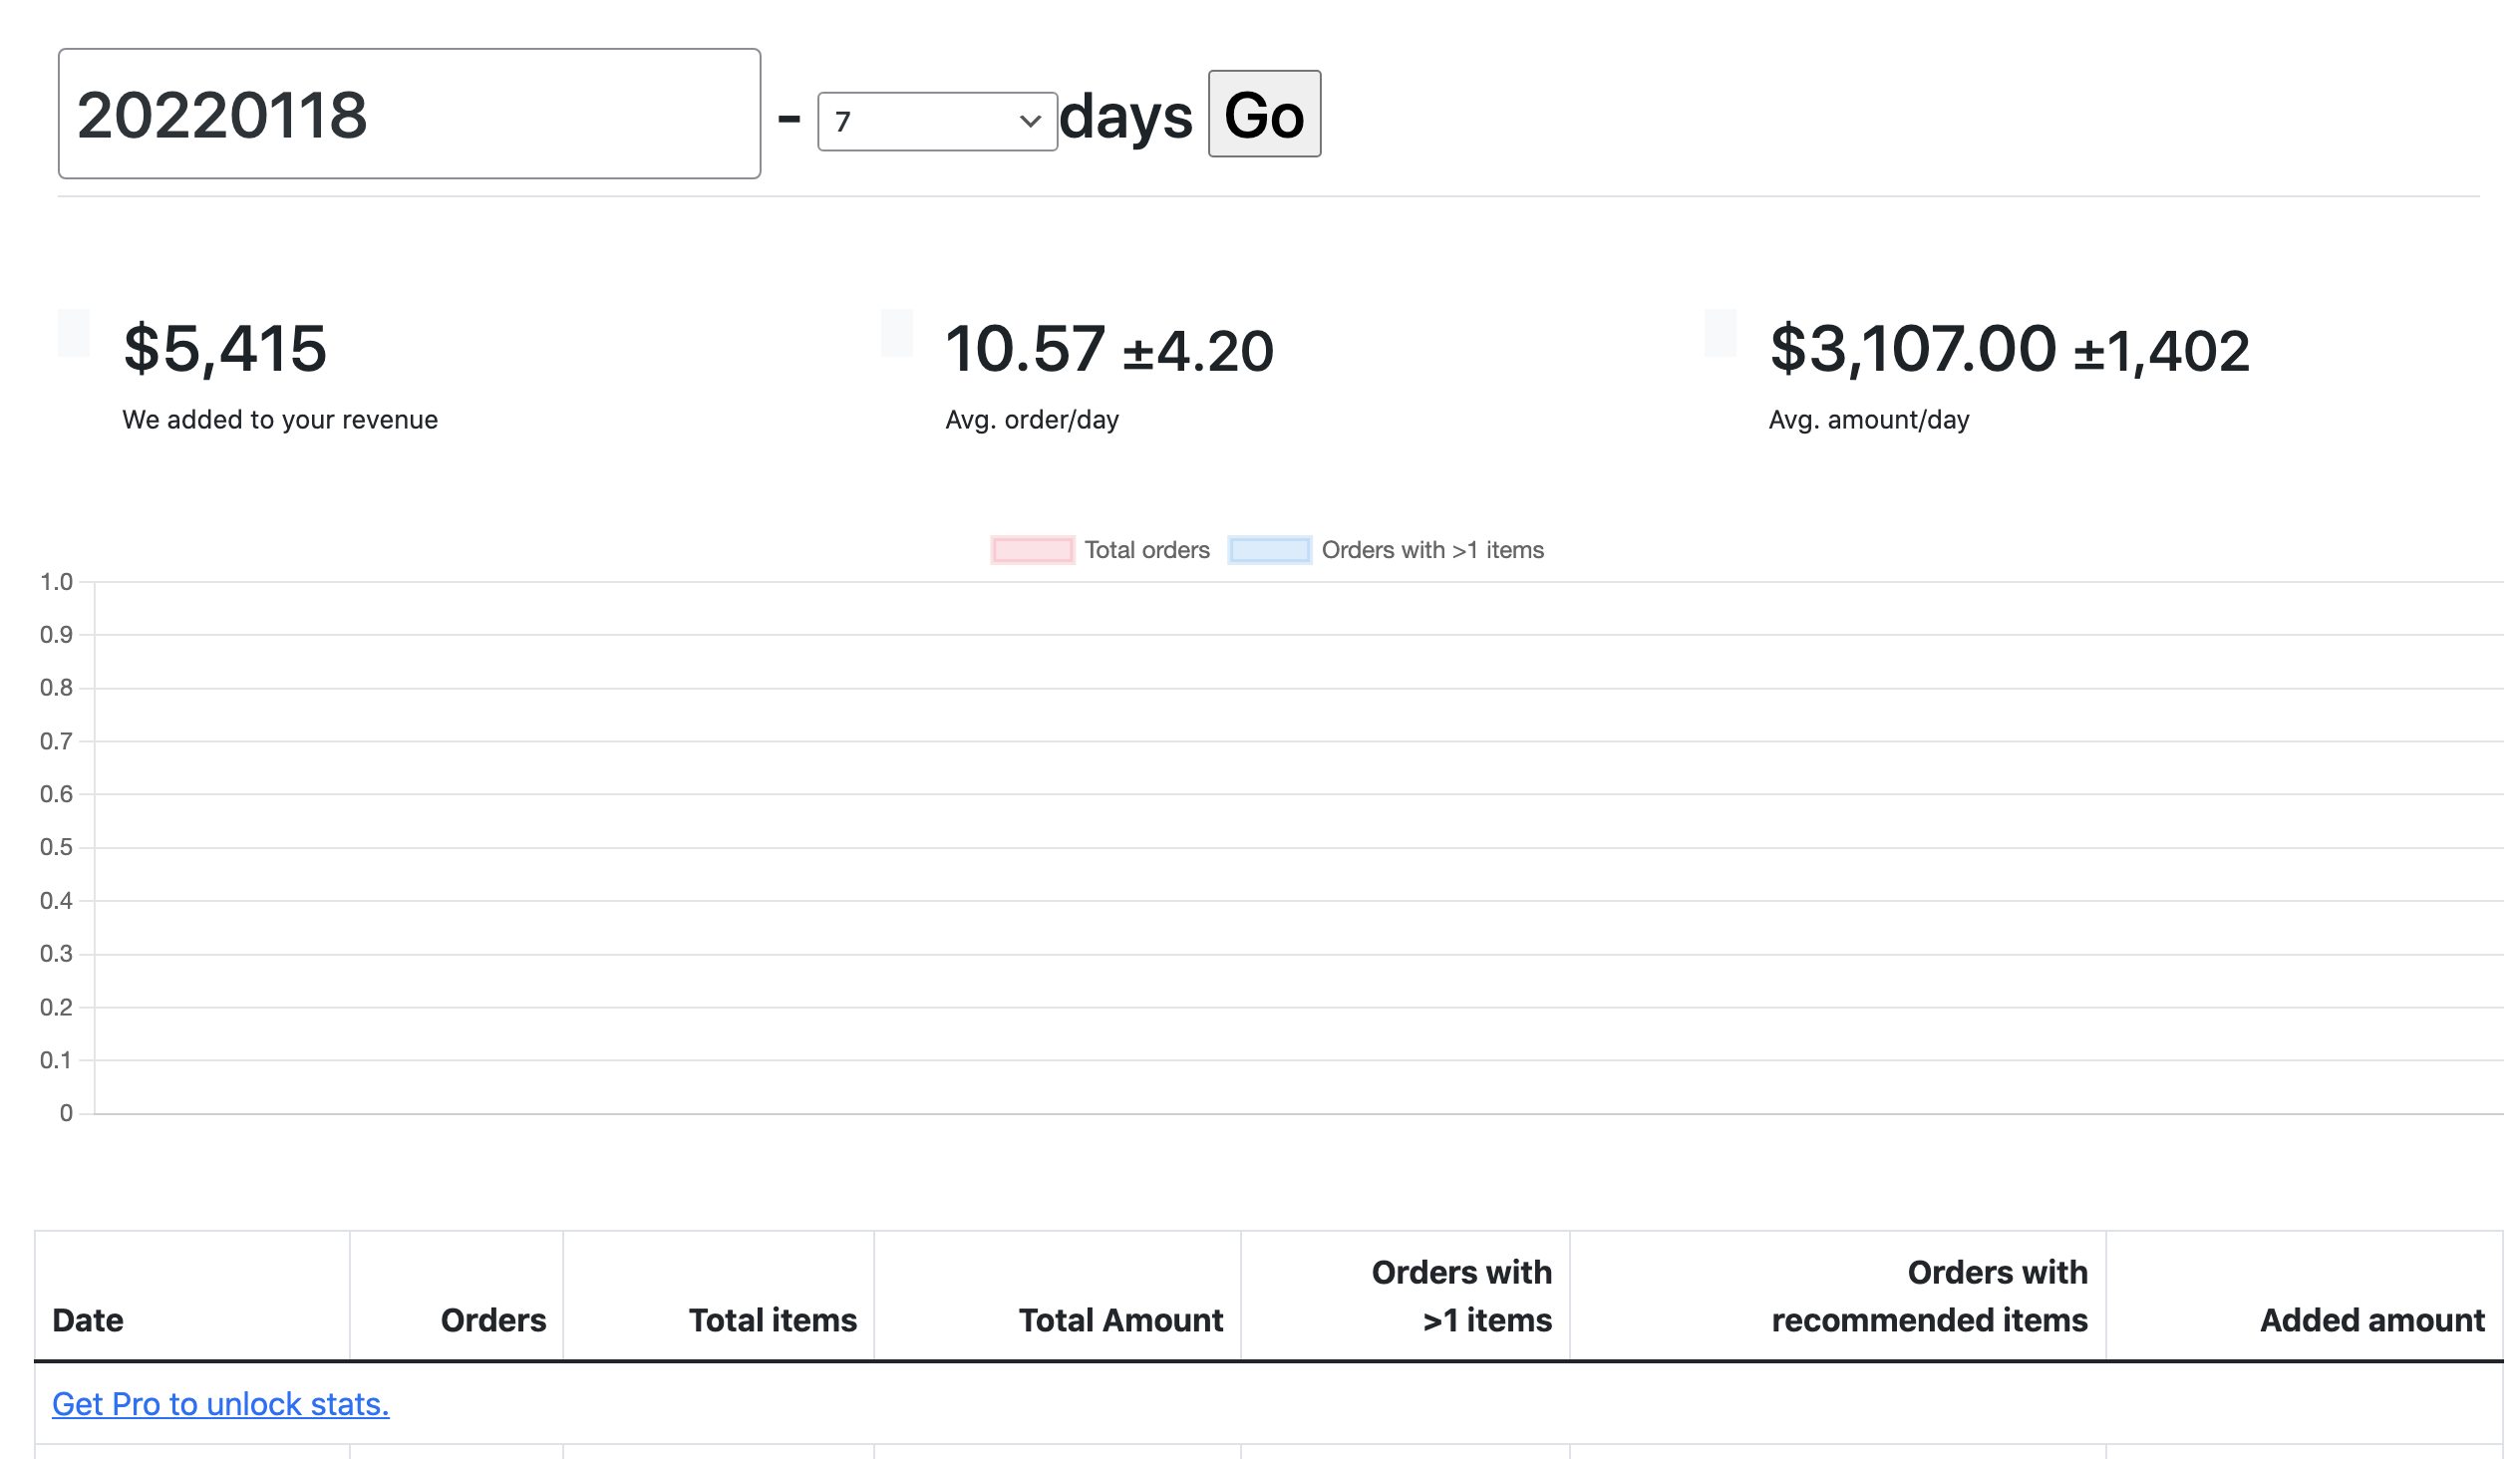 20220118 - 7 days Go
$5,415
We added to your revenue
10.57 ±4.20
Avg. order/day
$3,107.00 ±1,402
Avg. amount/day
Total orders Orders with >1 items
1.0
0.9
0.8
0.7
0.6
0.5
0.4
0.3
0.2
0.1
0
Date
Orders
Total items
Total Amount
Orders with
>1 items
Orders with
recommended items
Added amount
Get Pro to unlock stats.